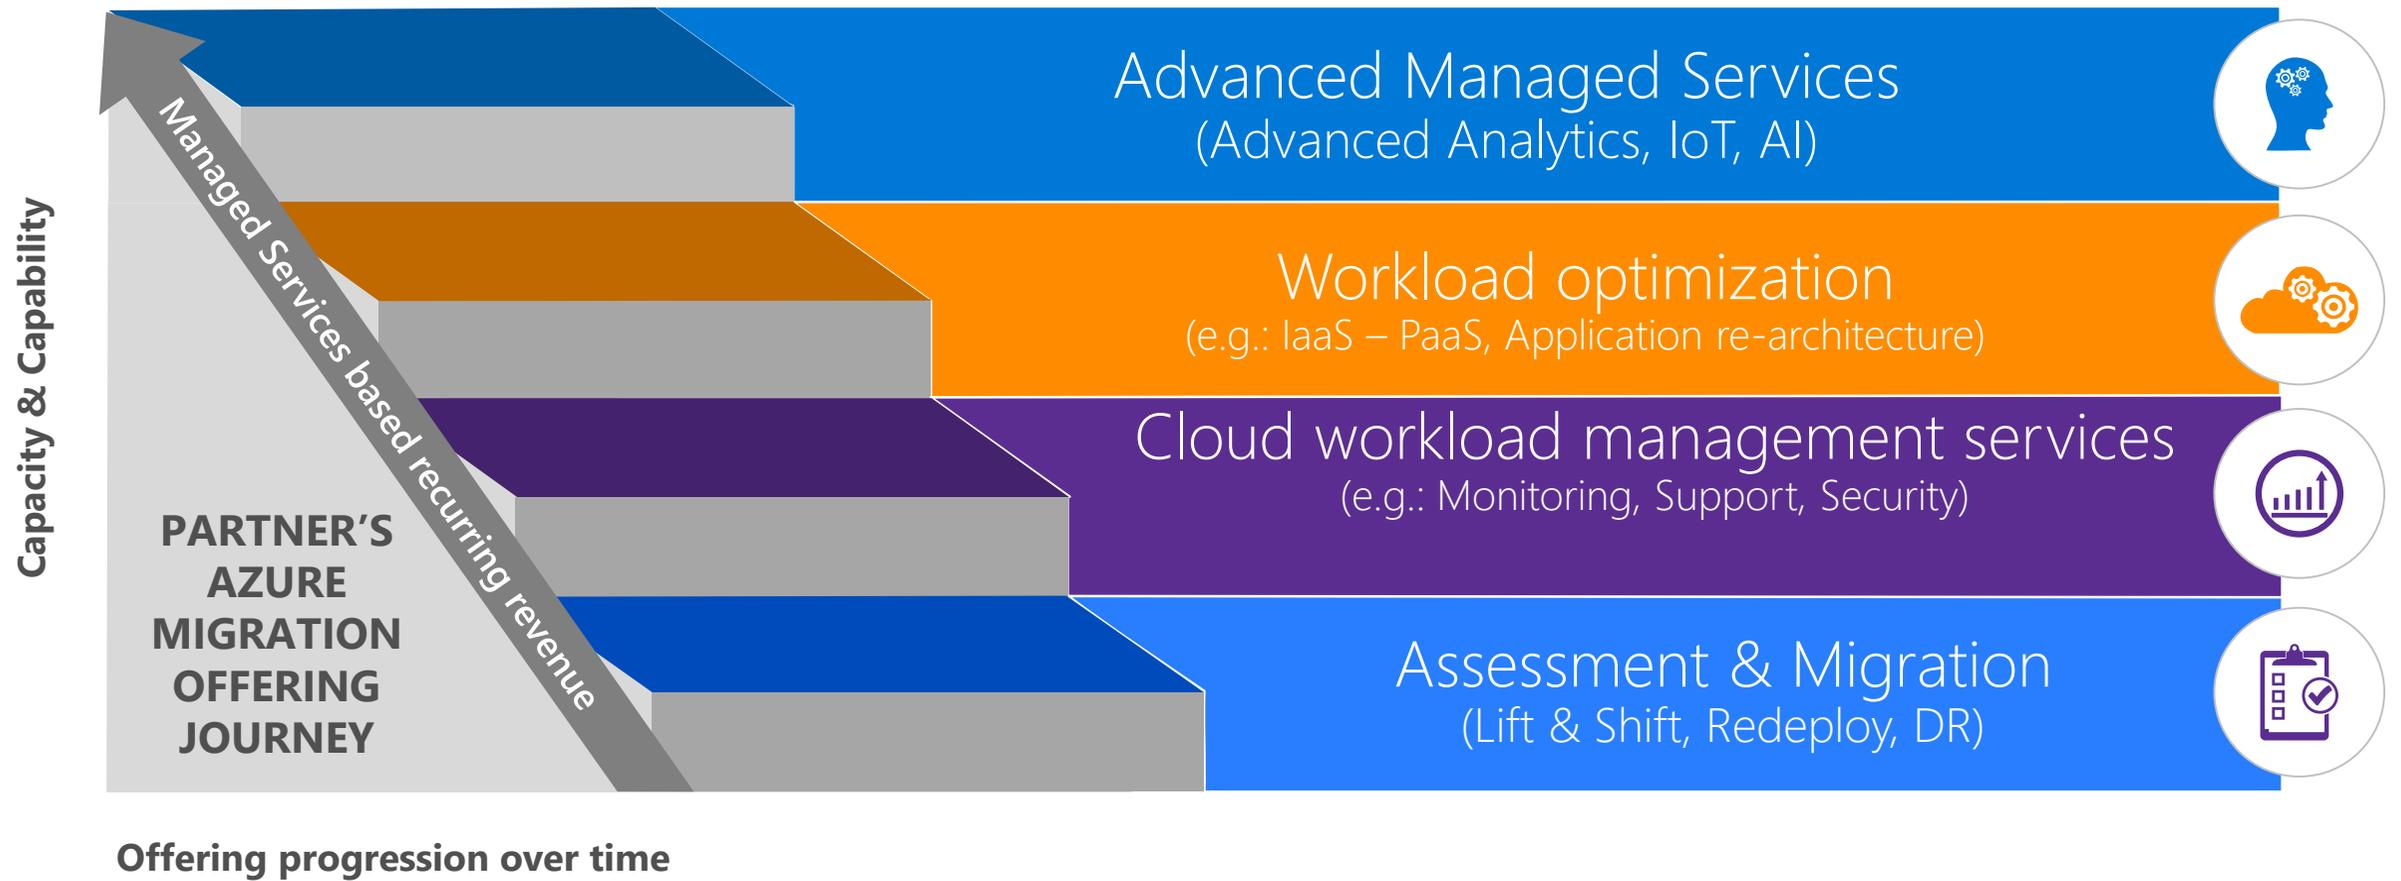 Capacity & Capability
Managed Services based recurring revenue
PARTNER’S
AZURE
MIGRATION
OFFERING
JOURNEY
Advanced Managed Services
(Advanced Analytics, IoT, AI)
Workload optimization
(e.g.: IaaS – PaaS, Application re-architecture)
Cloud workload management services
(e.g.: Monitoring, Support, Security)
Assessment & Migration
(Lift & Shift, Redeploy, DR)
Offering progression over time